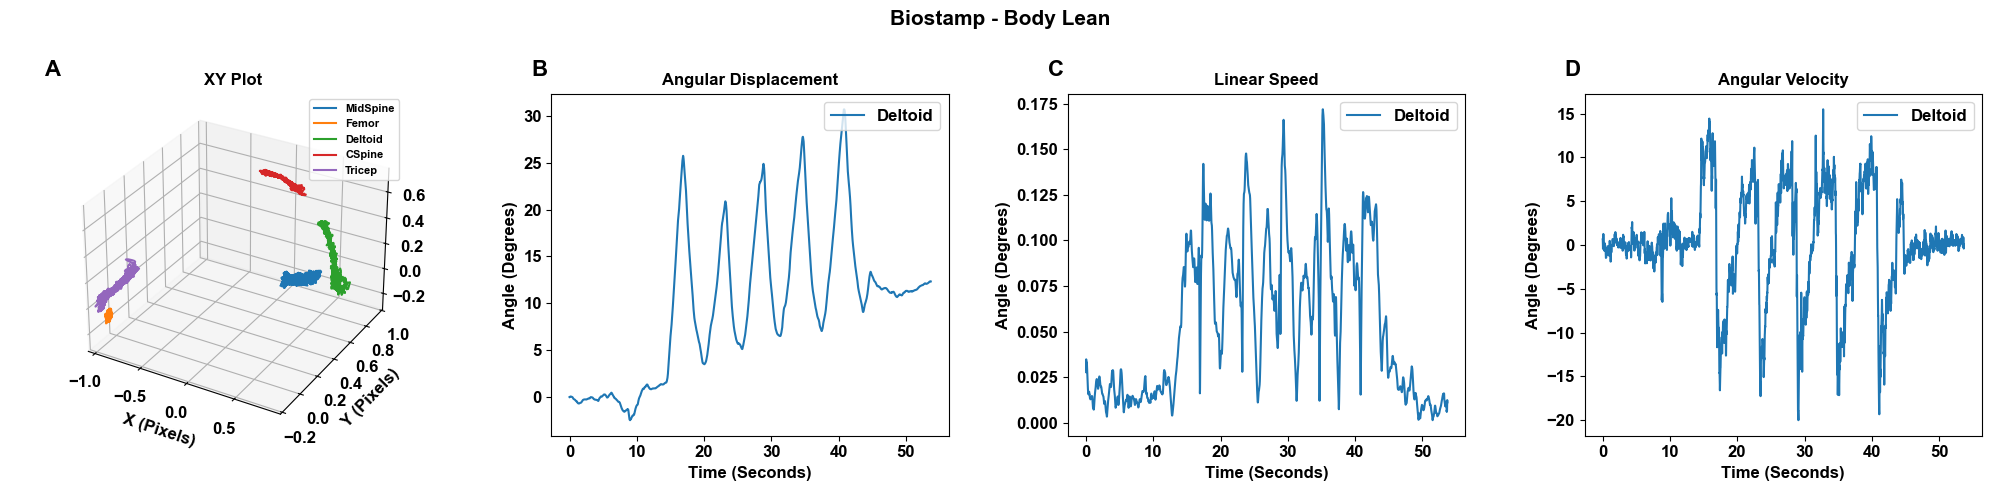 Biostamp - Body Lean
A
XY Plot
MidSpine
Femor
Deltoid
CSpine
Tricep
0.6
0.4
0.2
0.0
−0.2
1.0
0.8
0.6
0.4
0.2
0.0
−0.2
−1.0
−0.5
0.0
0.5
X (Pixels)
Y (Pixels)
B
Angular Displacement
Deltoid
30
25
20
15
10
5
0
Angle (Degrees)
0 10 20 30 40 50
Time (Seconds)
C
Linear Speed
Deltoid
0.175
0.150
0.125
0.100
0.075
0.050
0.025
0.000
Angle (Degrees)
0 10 20 30 40 50
Time (Seconds)
D
Angular Velocity
Deltoid
15
10
5
0
−5
−10
−15
−20
Angle (Degrees)
0 10 20 30 40 50
Time (Seconds)